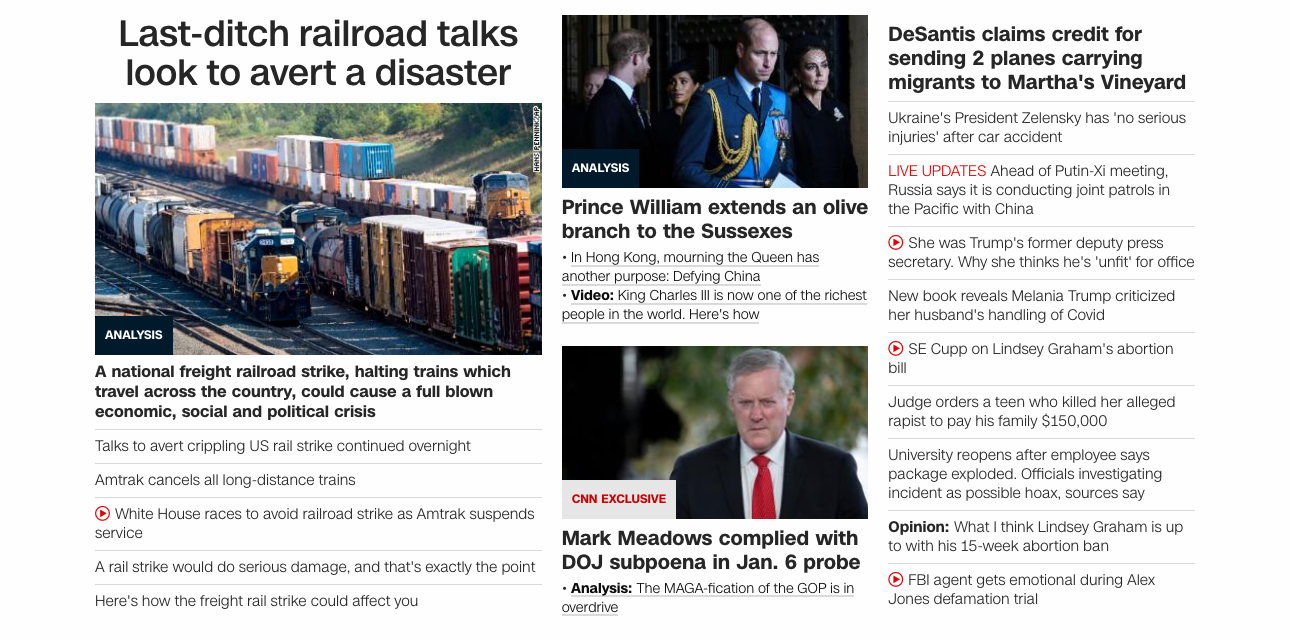 Last-ditch railroad talks
look to avert a disaster
HANS PENNINK/AP
ANALYSIS
A national freight railroad strike, halting trains which
travel across the country, could cause a full blown
economic, social and political crisis
Talks to avert crippling US rail strike continued overnight
Amtrak cancels all long-distance trains
White House races to avoid railroad strike as Amtrak suspends
service
A rail strike would do serious damage, and that's exactly the point
Here's how the freight rail strike could affect you
ANALYSIS
Prince William extends an olive
branch to the Sussexes
• In Hong Kong, mourning the Queen has
another purpose: Defying China
• Video: King Charles III is now one of the richest
people in the world. Here's how
CNN EXCLUSIVE
Mark Meadows complied with
DOJ subpoena in Jan. 6 probe
• Analysis: The MAGA-fication of the GOP is in
overdrive
DeSantis claims credit for
sending 2 planes carrying
migrants to Martha's Vineyard
Ukraine's President Zelensky has 'no serious
injuries' after car accident
LIVE UPDATES Ahead of Putin-Xi meeting,
Russia says it is conducting joint patrols in
the Pacific with China
She was Trump's former deputy press
secretary. Why she thinks he's 'unfit' for office
New book reveals Melania Trump criticized
her husband's handling of Covid
SE Cupp on Lindsey Graham's abortion
bill
Judge orders a teen who killed her alleged
rapist to pay his family $150,000
University reopens after employee says
package exploded. Officials investigating
incident as possible hoax, sources say
Opinion: What I think Lindsey Graham is up
to with his 15-week abortion ban
FBI agent gets emotional during Alex
Jones defamation trial